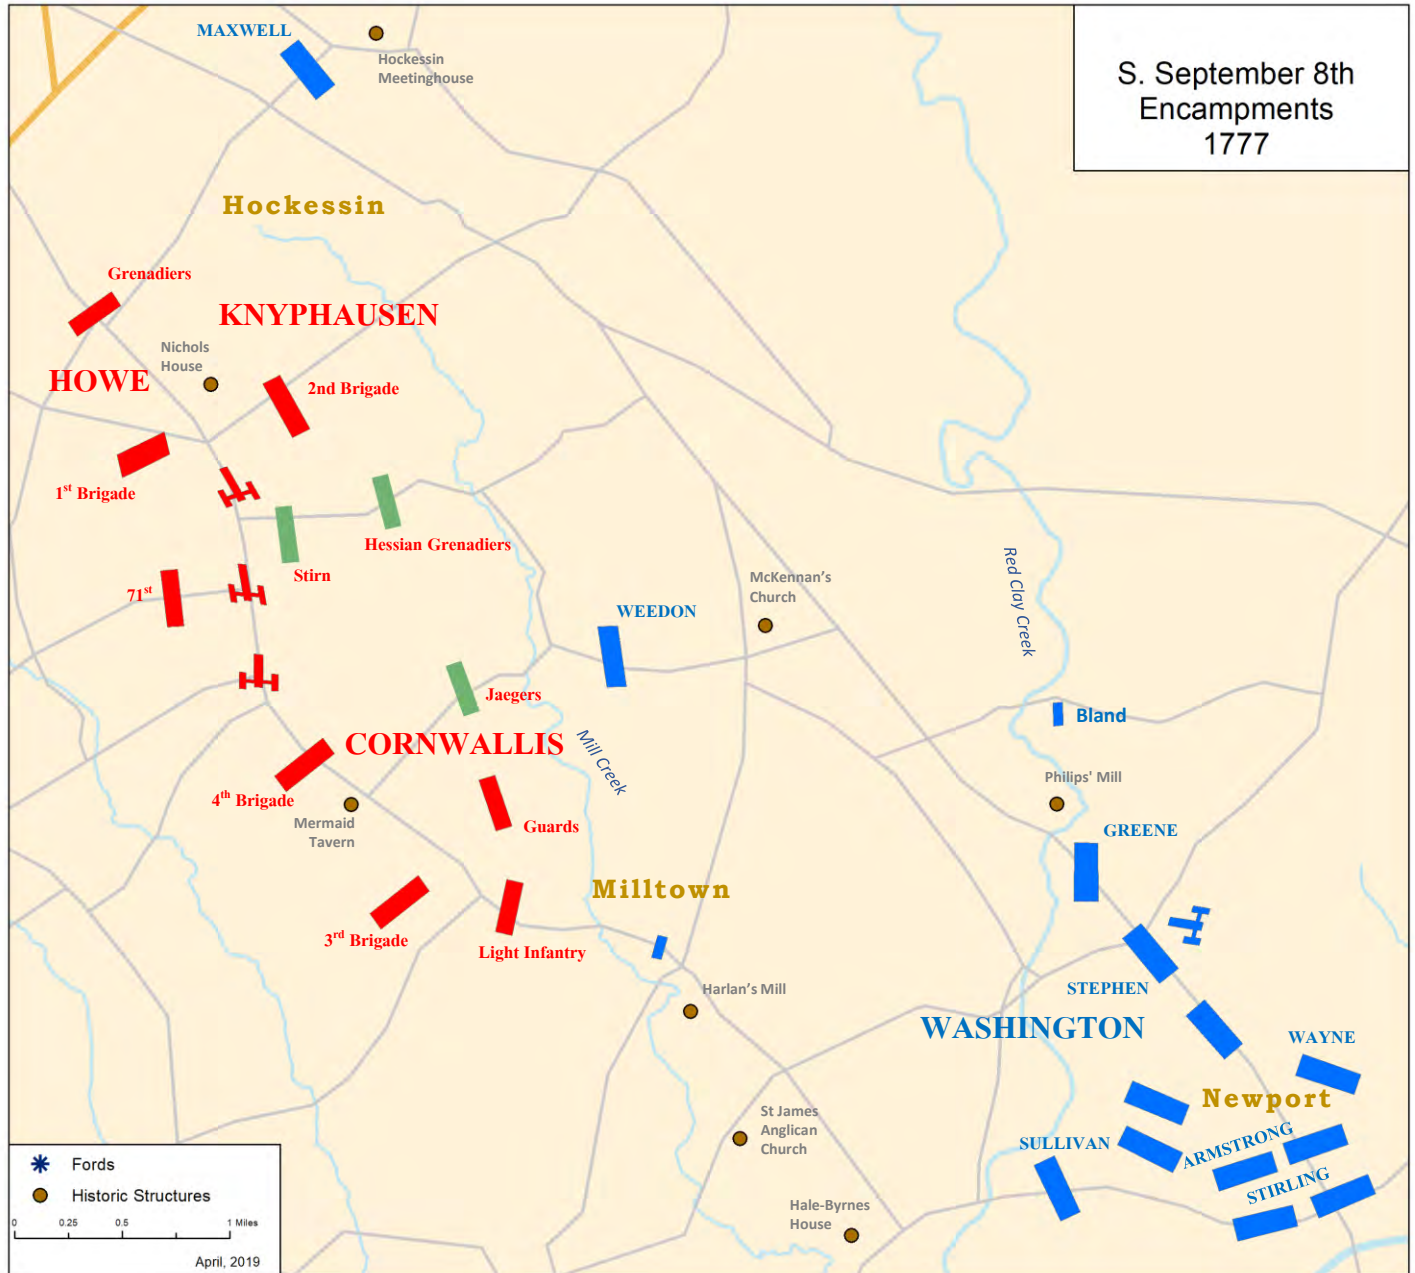 MAXWELL
Hockessin
Meetinghouse
S. September 8th
Encampments
1777
Hockessin
Grenadiers
KNYPHAUSEN
Nichols
House
HOWE
2nd Brigade
1st Brigade
Hessian Grenadiers
Stirn
71st
McKennan's
Church
Red Clay Creek
WEEDON
Jaegers
Bland
CORNWALLIS
Mill Creek
Philips' Mill
4th Brigade
Mermaid
Tavern
Guards
GREENE
Milltown
3rd Brigade
Light Infantry
STEPHEN
Harlan's Mill
WASHINGTON
WAYNE
Newport
St James
Anglican
Church
SULLIVAN
ARMSTRONG
STIRLING
Hale-Byrnes
House
Fords
Historic Structures
0 0.25 0.5 1 Miles
April, 2019